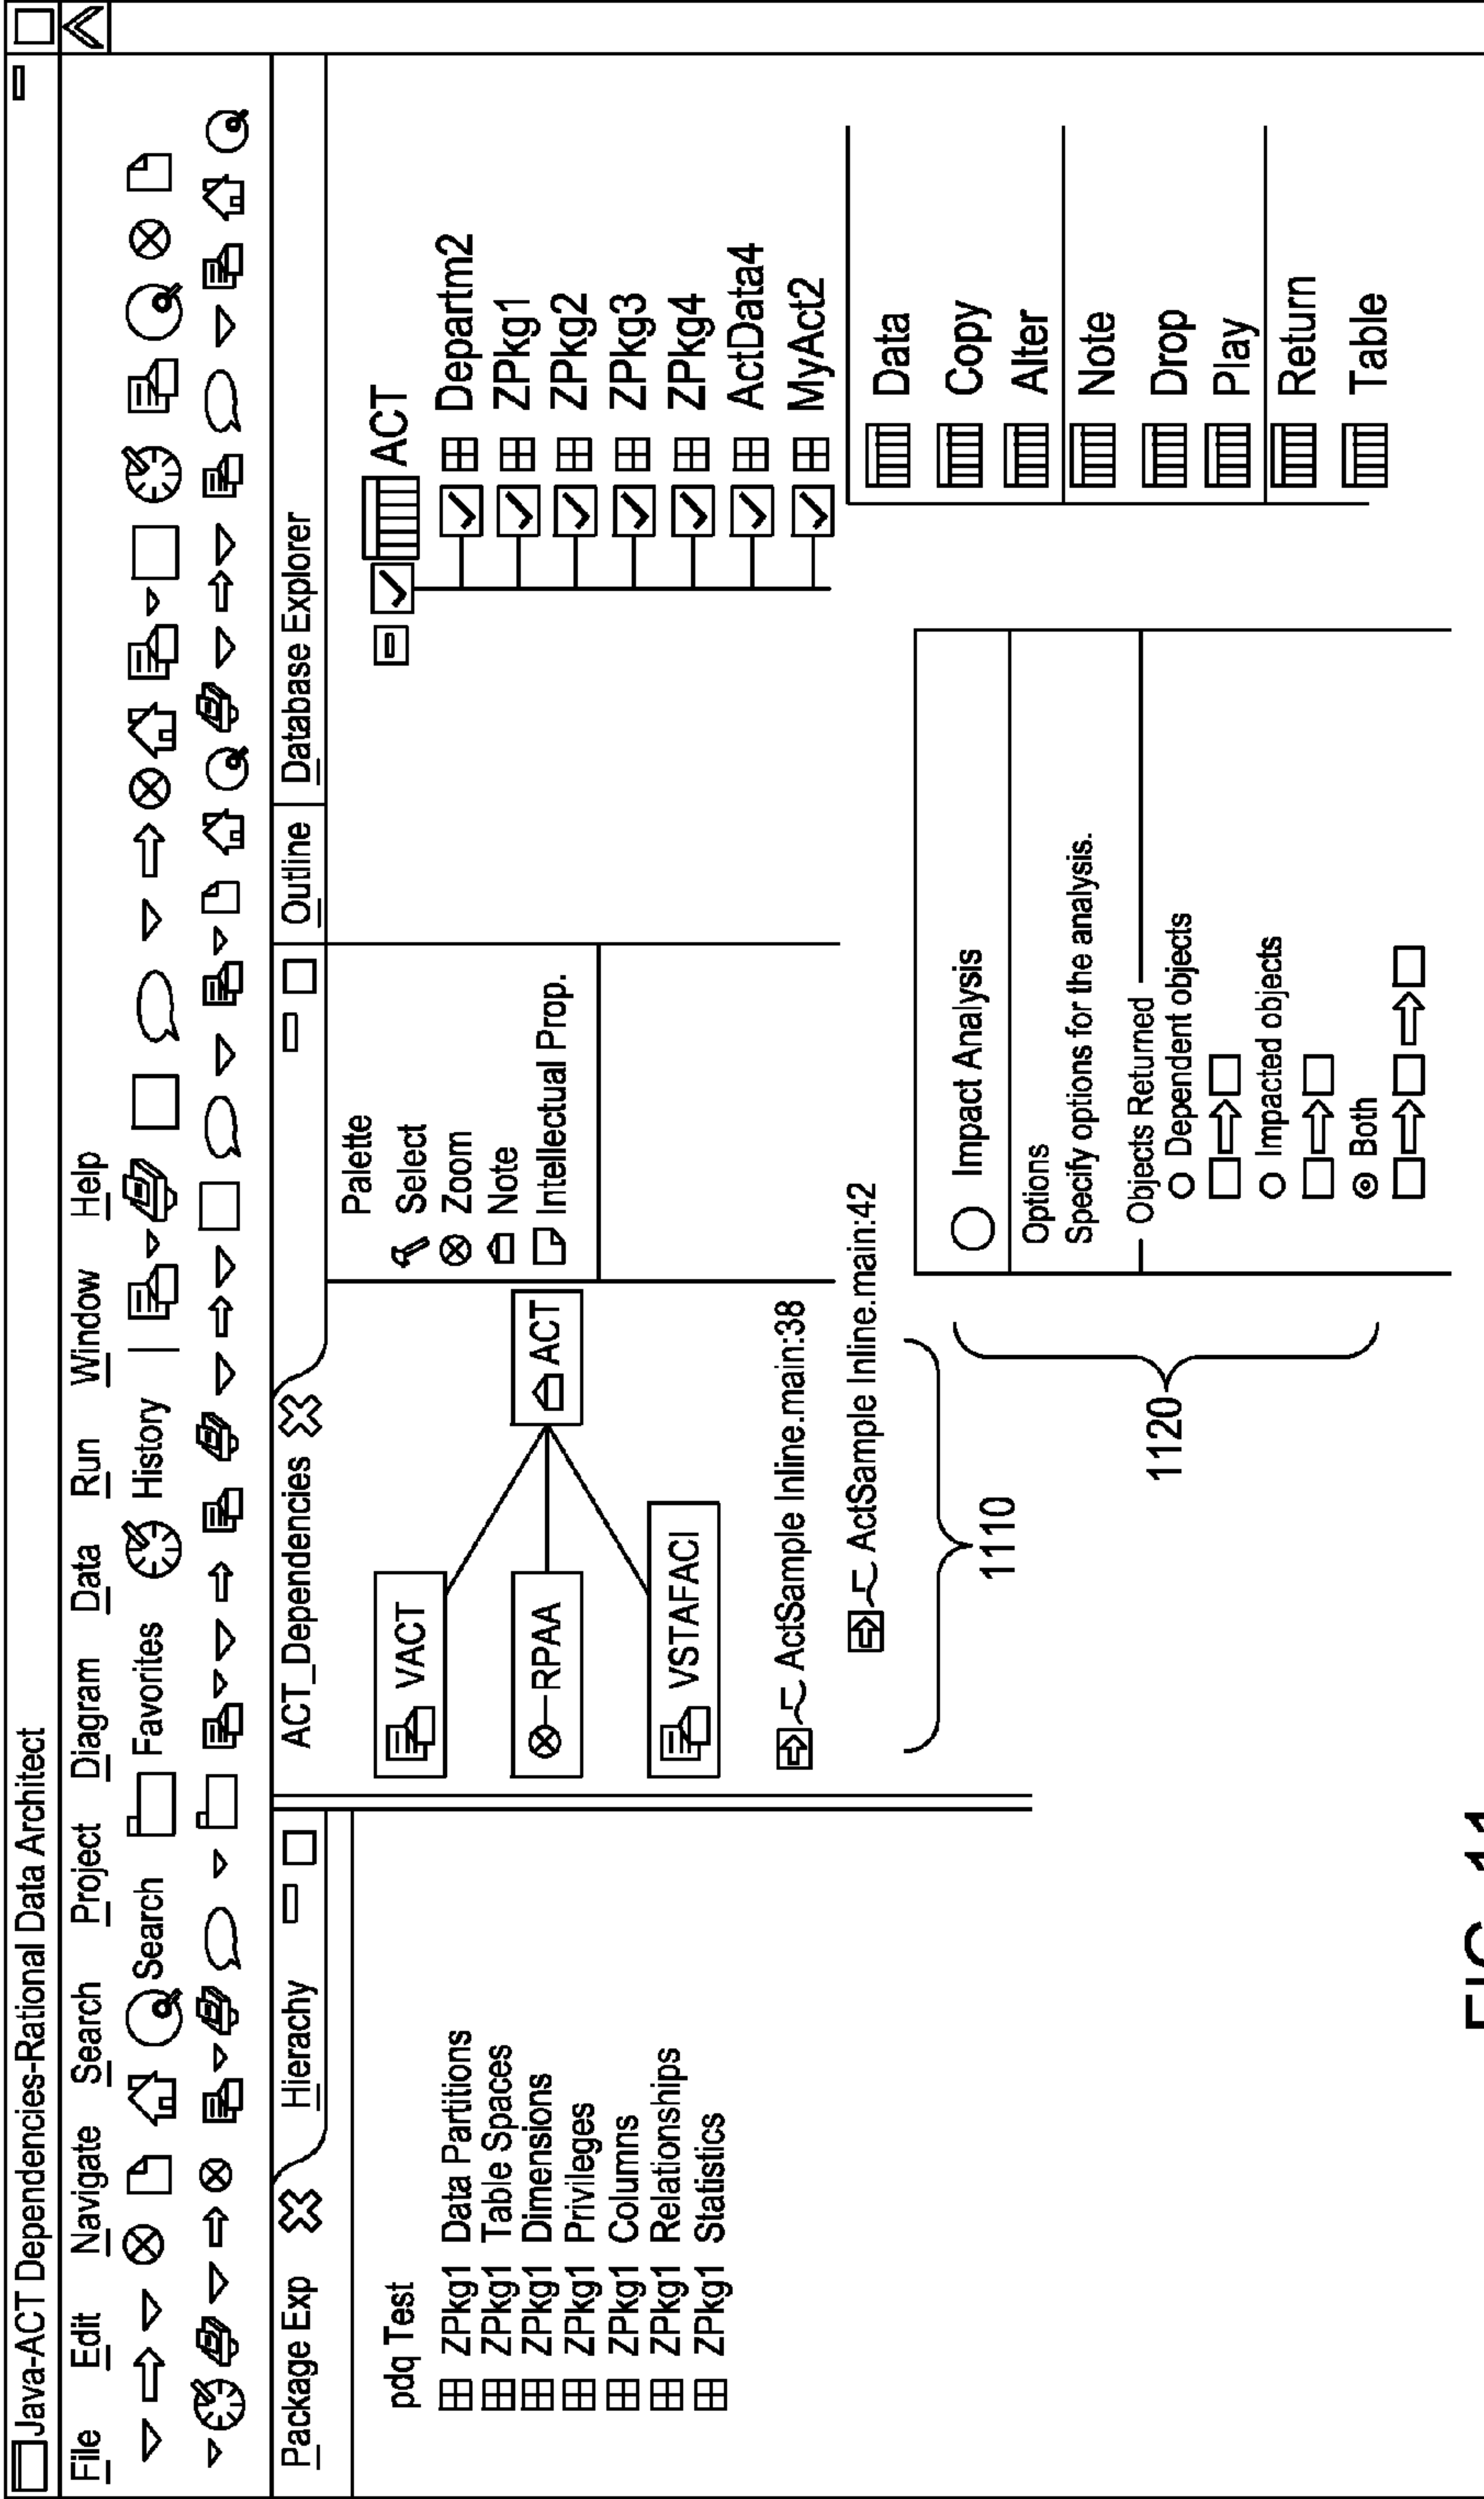 Java-ACT Dependencies-Rational Data Architect
File Edit Navigate Search Project Diagram Data Run Window Help
Search Favorites History
Package Exp Hierachy
pdq Test
ZPkg1 Data Partitions
ZPkg1 Table Spaces
ZPkg1 Dimensions
ZPkg1 Privileges
ZPkg1 Columns
ZPkg1 Relationships
ZPkg1 Statistics
ACT_Dependencies
VACT
RPAA
VSTAFACI
ACT
ActSample Inline.main:38
ActSample Inline.main:42
1110
Palette
Select
Zoom
Note
Intellectual Prop.
Outline Database Explorer
ACT
Departm2
ZPkg1
ZPkg2
ZPkg3
ZPkg4
ActData4
MyAct2
Data
Copy
Alter
Note
Drop
Play
Return
Table
Impact Analysis
Options
Specify options for the analysis.
Objects Returned
Dependent objects
Impacted objects
Both
1120